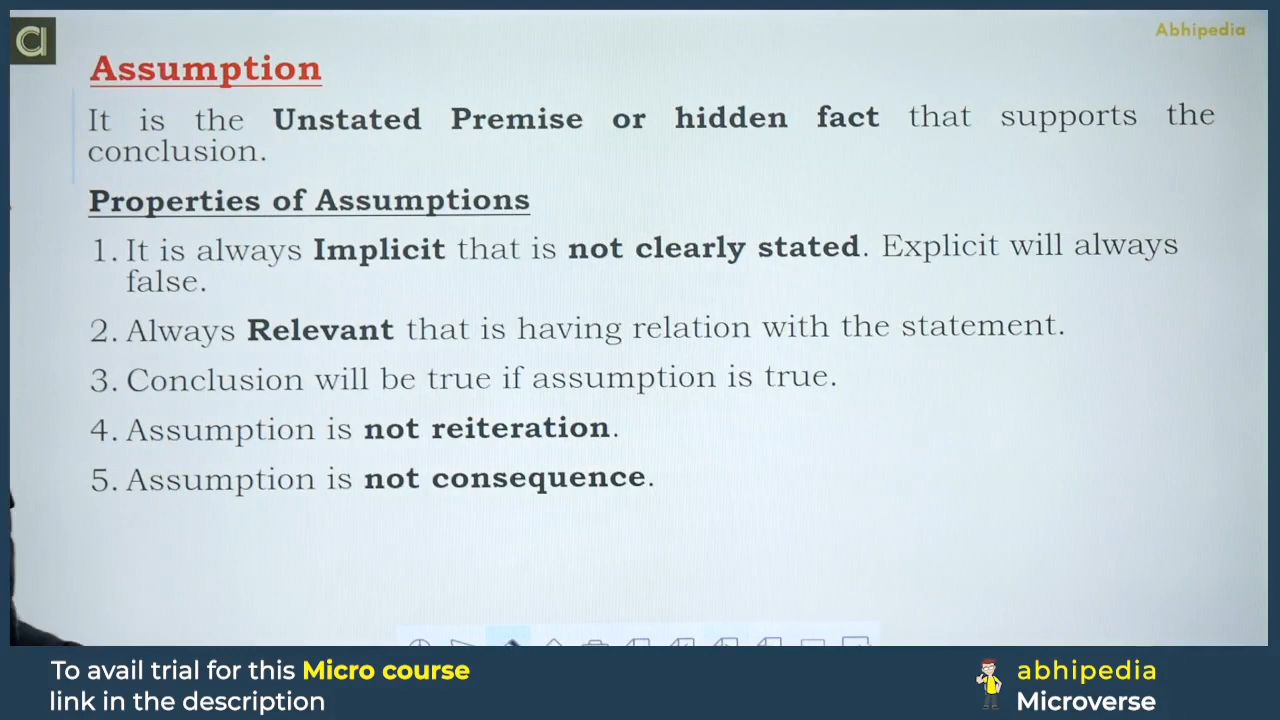 Abhipedia
Assumption
It is the Unstated Premise or hidden fact that supports the
conclusion.
Properties of Assumptions
1. It is always Implicit that is not clearly stated. Explicit will always
false.
2. Always Relevant that is having relation with the statement.
3. Conclusion will be true if assumption is true.
4. Assumption is not reiteration.
5. Assumption is not consequence.
To avail trial for this Micro course
link in the description
abhipedia
Microverse